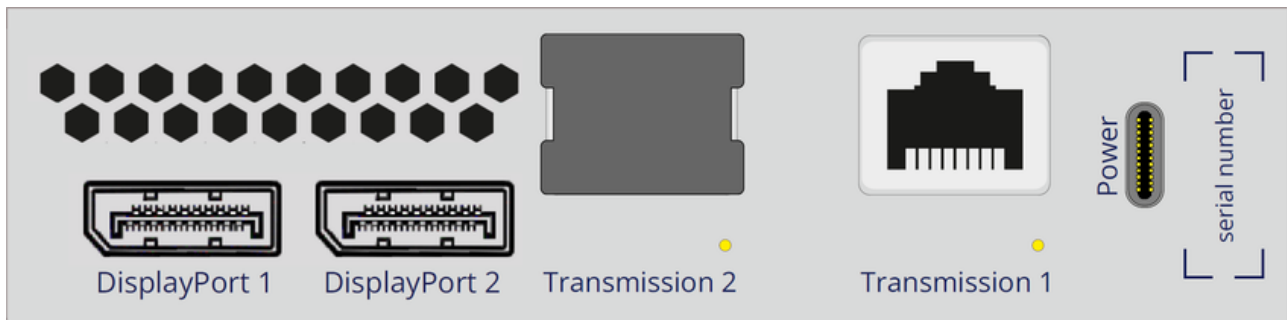 DisplayPort 1
DisplayPort 2
Transmission 2
Transmission 1
Power
serial number